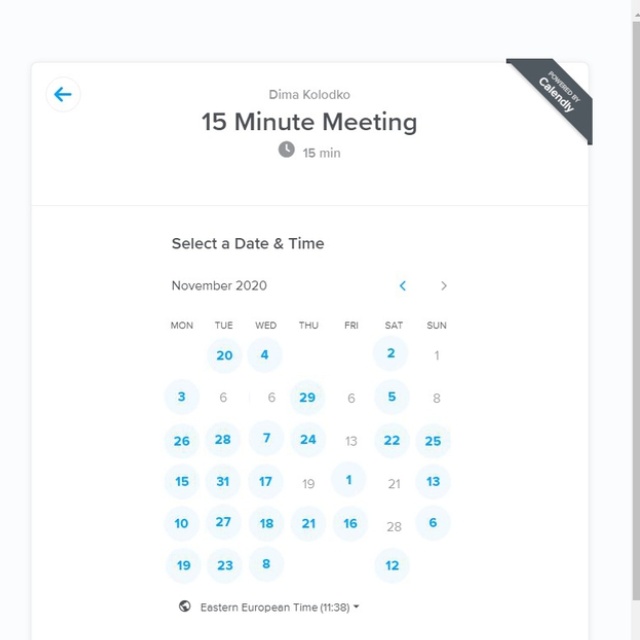 POWERED BY
Calendly
Dima Kolodko
15 Minute Meeting
15 min
Select a Date & Time
November 2020
MON TUE WED THU FRI SAT SUN
20 4 2 1
3 6 6 29 6 5 8
26 28 7 24 13 22 25
15 31 17 19 1 21 13
10 27 18 21 16 28 6
19 23 8 12
Eastern European Time (11:38)